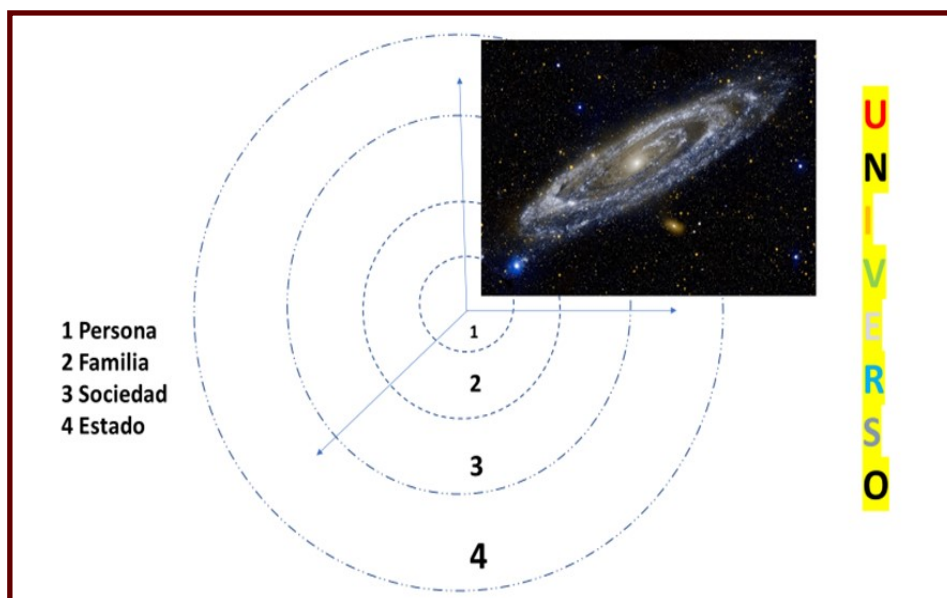 1 Persona
2 Familia
3 Sociedad
4 Estado
1
2
3
4
U
N
I
V
E
R
S
O